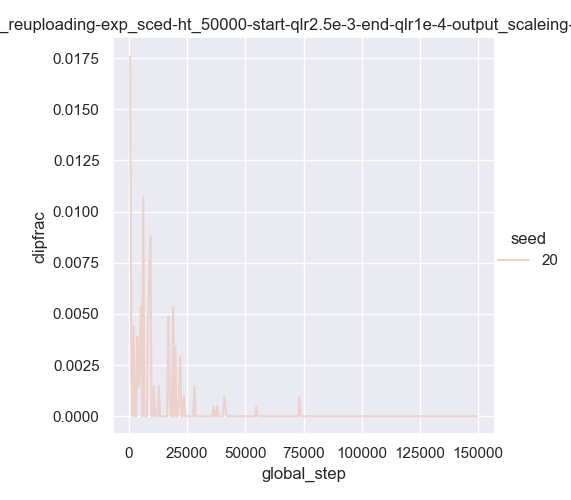 _reuploading-exp_sced-ht_50000-start-qlr2.5e-3-end-qlr1e-4-output_scaleing-
0.0175
0.0150
0.0125
0.0100
0.0075
0.0050
0.0025
0.0000
dipfrac
0 25000 50000 75000 100000 125000 150000
global_step
seed
20